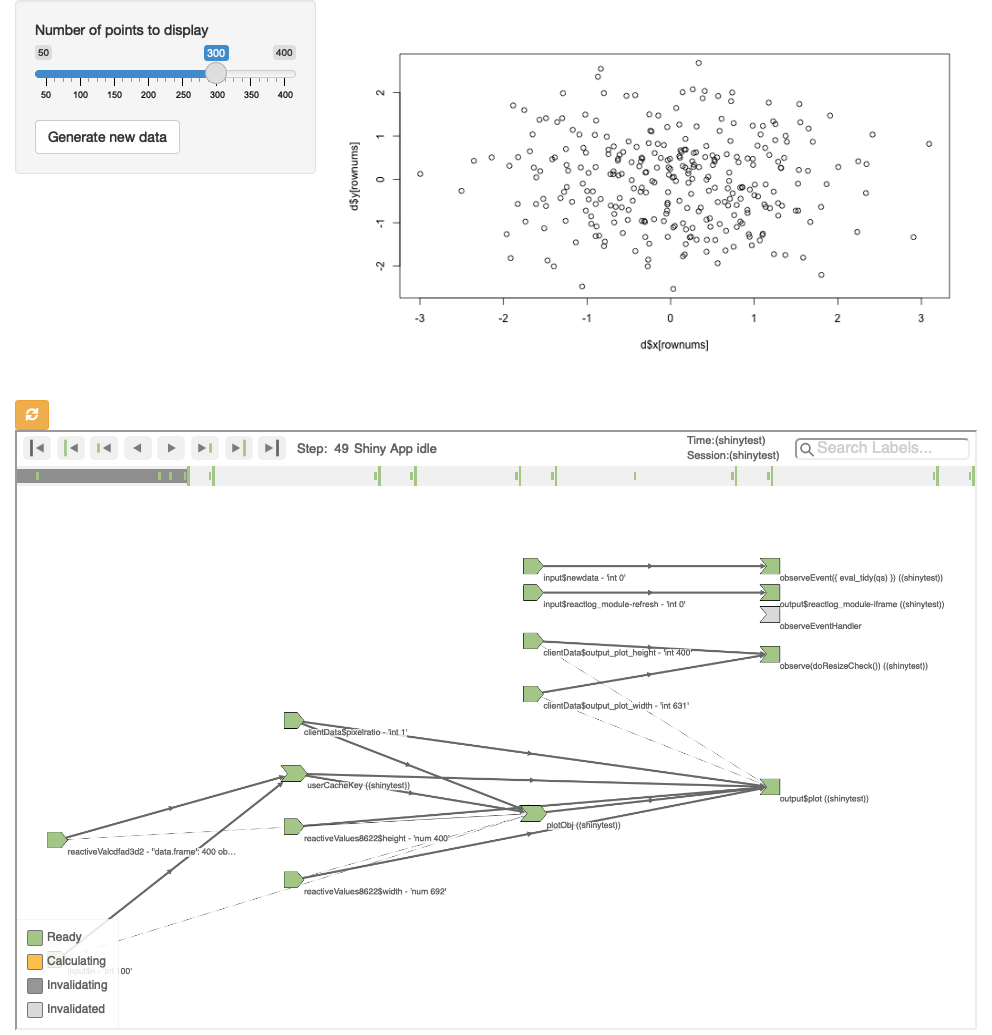 Number of points to display
50 300 400
50 100 150 200 250 300 350 400
Generate new data
d$y[rownums]
2
1
0
-1
-2
-3 -2 -1 0 1 2 3
d$x[rownums]
Step: 49 Shiny App idle
Time:(shinytest)
Session:(shinytest)
Search Labels...
input$newdata - 'int 0'
observeEvent({ eval_tidy(qs) }) ((shinytest))
input$reactlog_module-refresh - 'int 0'
output$reactlog_module-iframe ((shinytest))
observeEventHandler
clientData$output_plot_height - 'int 400'
observe(doResizeCheck()) ((shinytest))
clientData$output_plot_width - 'int 631'
clientData$pixelratio - 'int 1'
userCacheKey ((shinytest))
output$plot ((shinytest))
plotObj ((shinytest))
reactiveValues8622$height - 'num 400'
reactiveValcdfad3d2 - "data.frame": 400 ob...
reactiveValues8622$width - 'num 692'
Ready
Calculating
input$n - 'int 100'
Invalidating
Invalidated